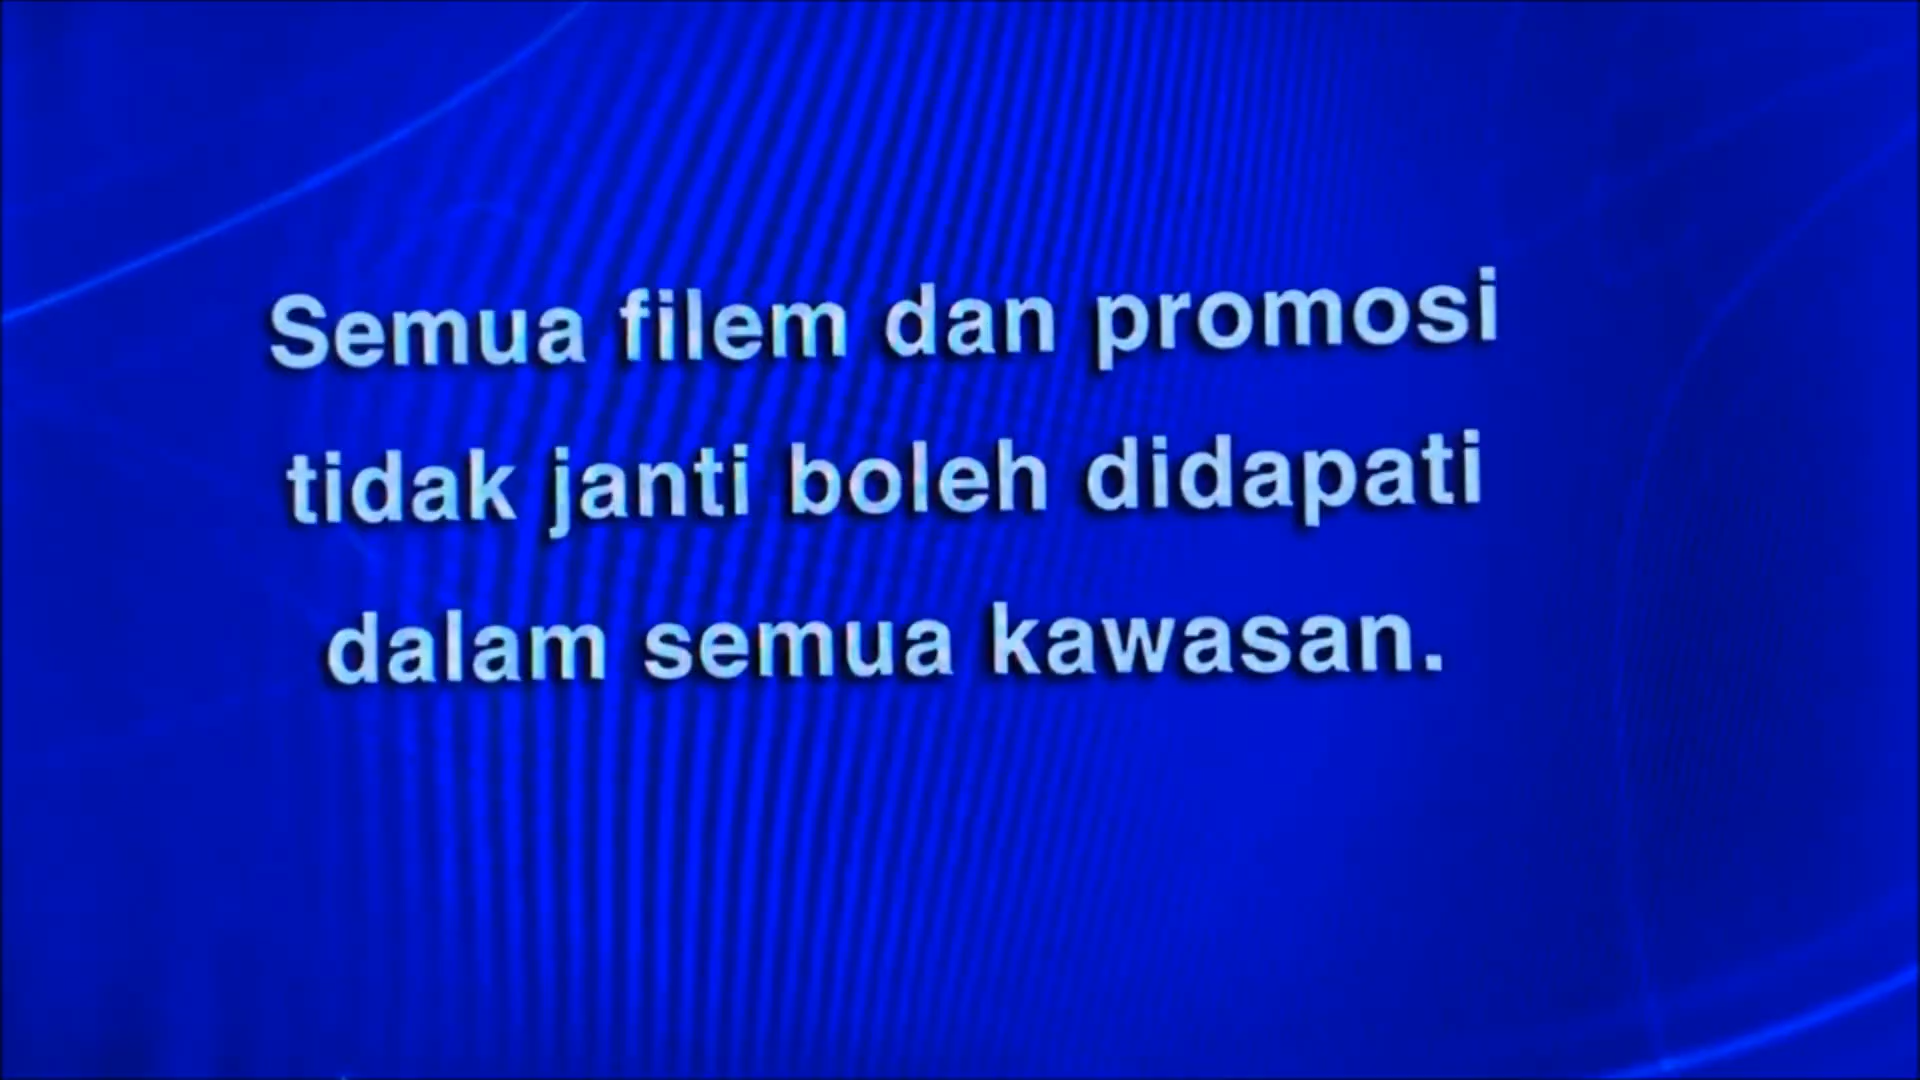 Semua filem dan promosi
tidak janti boleh didapati
dalam semua kawasan.